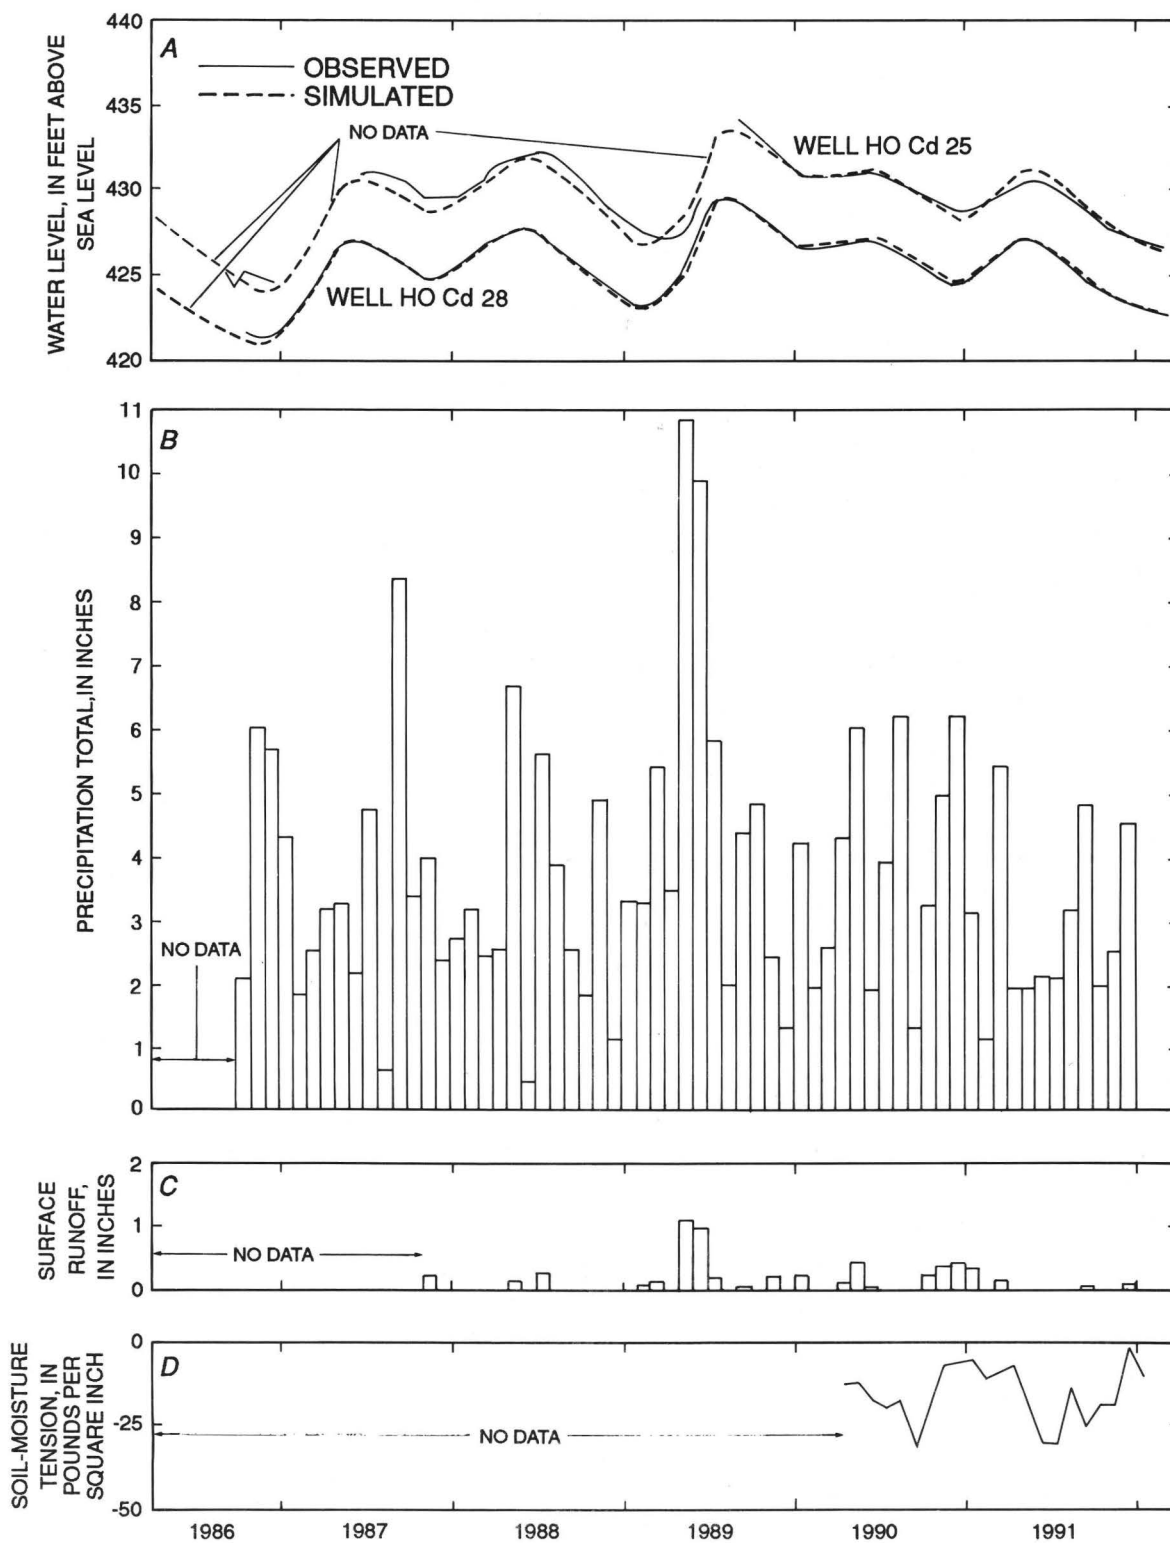 440
435
430
425
420
WATER LEVEL, IN FEET ABOVE
SEA LEVEL
A
OBSERVED
SIMULATED
NO DATA
WELL HO Cd 25
WELL HO Cd 28
11
10
9
8
7
6
5
4
3
2
1
0
PRECIPITATION TOTAL,IN INCHES
B
NO DATA
2
1
0
SURFACE
RUNOFF,
IN INCHES
C
NO DATA
0
-25
-50
SOIL-MOISTURE
TENSION, IN
POUNDS PER
SQUARE INCH
D
NO DATA
1986
1987
1988
1989
1990
1991